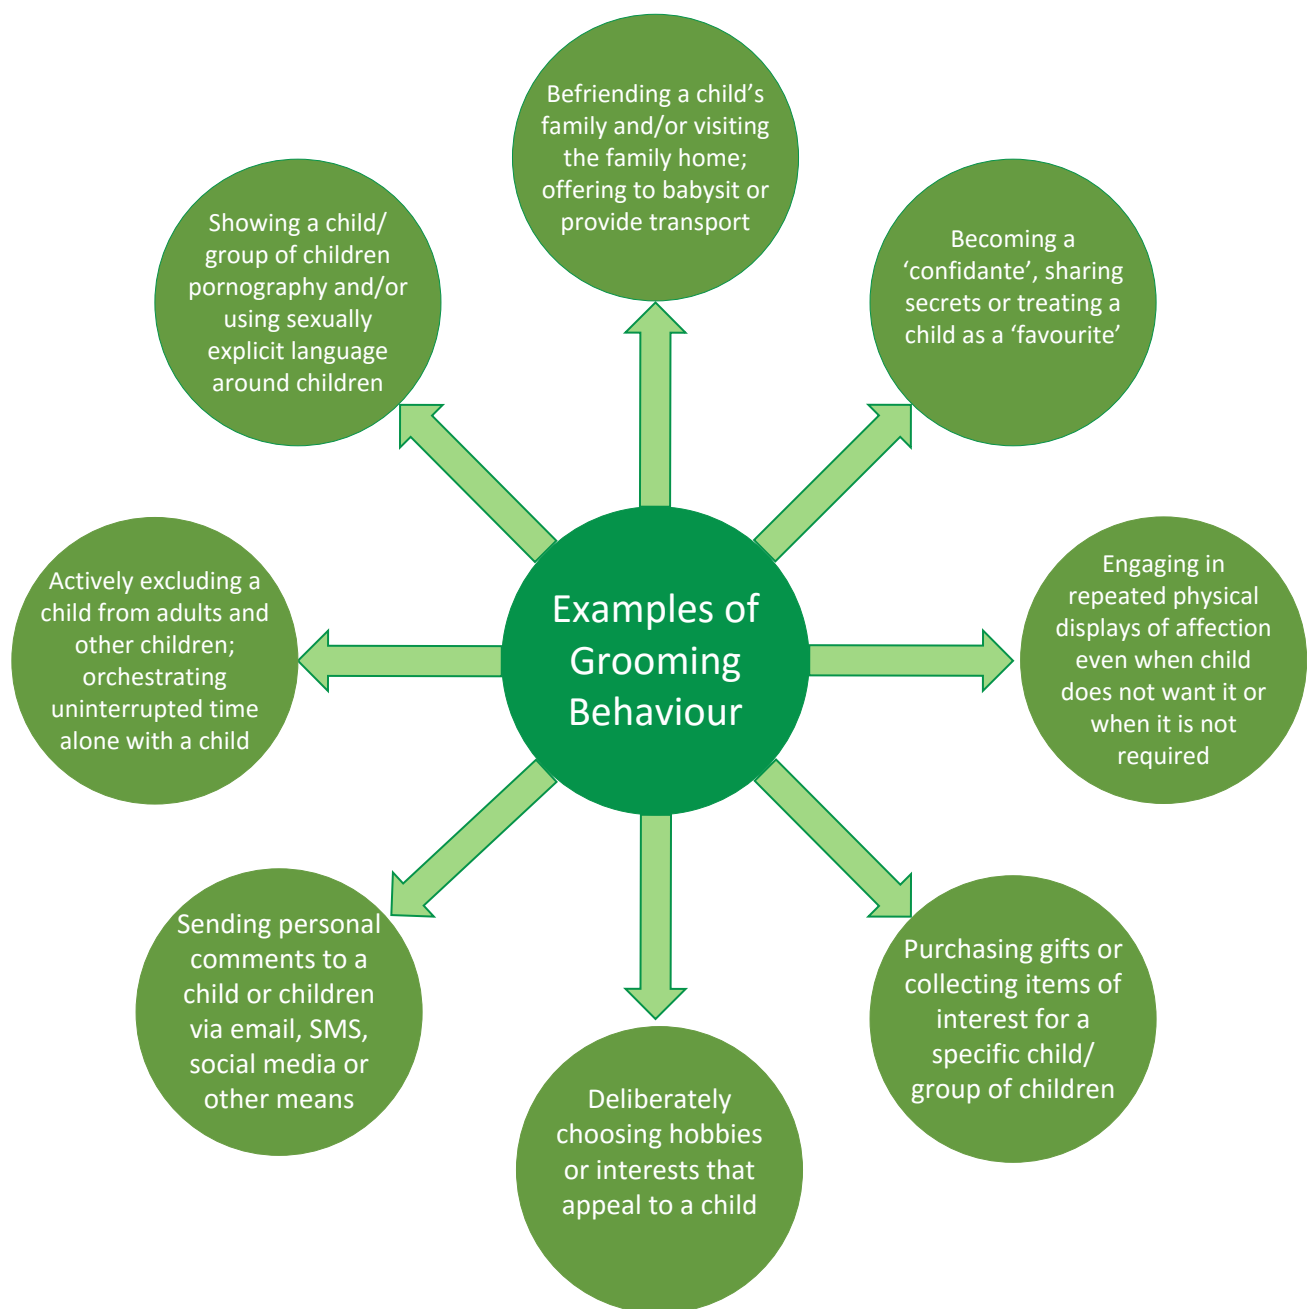 Befriending a child’s
family and/or visiting
the family home;
offering to babysit or
provide transport
Becoming a
‘confidante’, sharing
secrets or treating a
child as a ‘favourite’
Engaging in
repeated physical
displays of affection
even when child
does not want it or
when it is not
required
Purchasing gifts or
collecting items of
interest for a
specific child/
group of children
Deliberately
choosing hobbies
or interests that
appeal to a child
Sending personal
comments to a
child or children
via email, SMS,
social media or
other means
Actively excluding a
child from adults and
other children;
orchestrating
uninterrupted time
alone with a child
Showing a child/
group of children
pornography and/or
using sexually
explicit language
around children
Examples of
Grooming
Behaviour